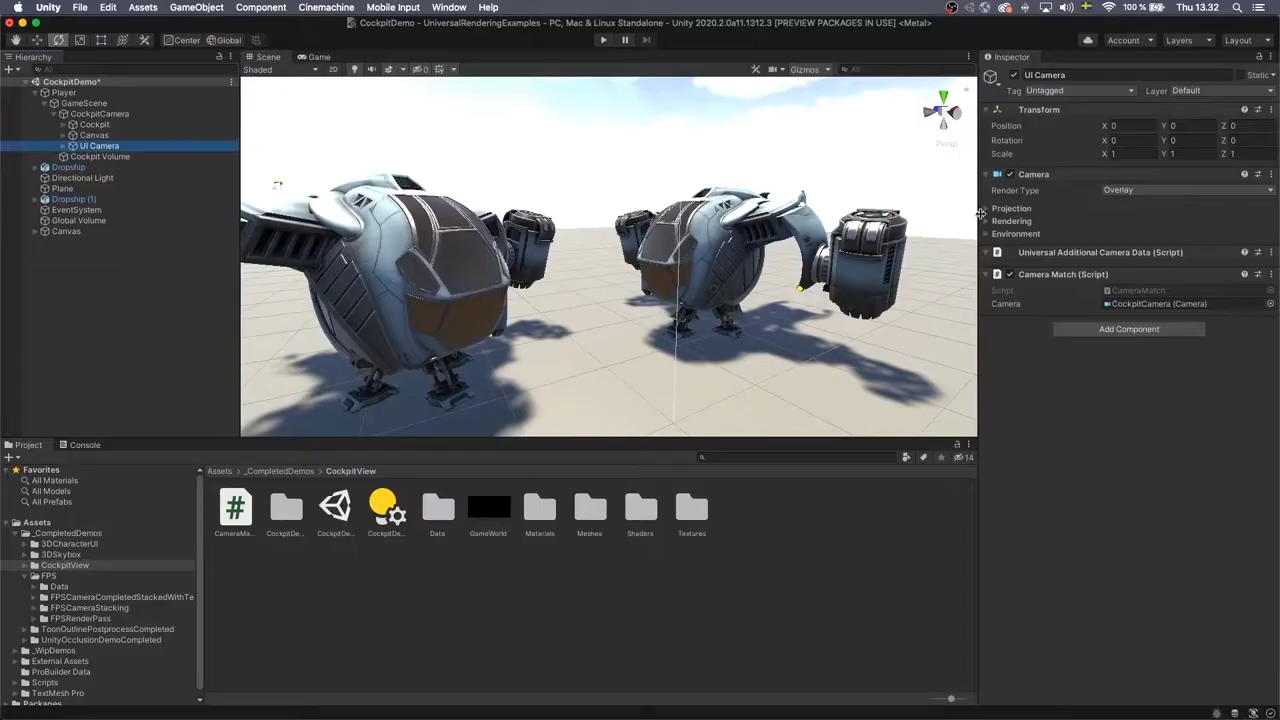 Unity File Edit Assets GameObject Component Cinemachine Mobile Input Window Help 100 % Thu 13.32
CockpitDemo - UniversalRenderingExamples - PC, Mac & Linux Standalone - Unity 2020.2.0a11.1312.3 [PREVIEW PACKAGES IN USE] <Metal>
Center Global Account Layers Layout
Hierarchy
All
CockpitDemo*
Player
GameScene
CockpitCamera
Cockpit
Canvas
UI Camera
Cockpit Volume
Dropship
Directional Light
Plane
Dropship (1)
EventSystem
Global Volume
Canvas
Scene Game
Shaded 2D 0 Gizmos All
Persp
Inspector
UI Camera Static
Tag Untagged Layer Default
Transform
Position X 0 Y 0 Z 0
Rotation X 0 Y 0 Z 0
Scale X 1 Y 1 Z 1
Camera
Render Type Overlay
Projection
Rendering
Environment
Universal Additional Camera Data (Script)
Camera Match (Script)
Script CameraMatch
Camera CockpitCamera (Camera)
Add Component
Project Console
14
Favorites
All Materials
All Models
All Prefabs
Assets
_CompletedDemos
3DCharacterUI
3DSkybox
CockpitView
FPS
Data
FPSCameraCompletedStackedWithTe
FPSCameraStacking
FPSRenderPass
ToonOutlinePostprocessCompleted
UnityOcclusionDemoCompleted
_WipDemos
External Assets
ProBuilder Data
Scripts
TextMesh Pro
Packages
Assets > _CompletedDemos > CockpitView
CameraMa... CockpitDe... CockpitDe... CockpitDe... Data GameWorld Materials Meshes Shaders Textures